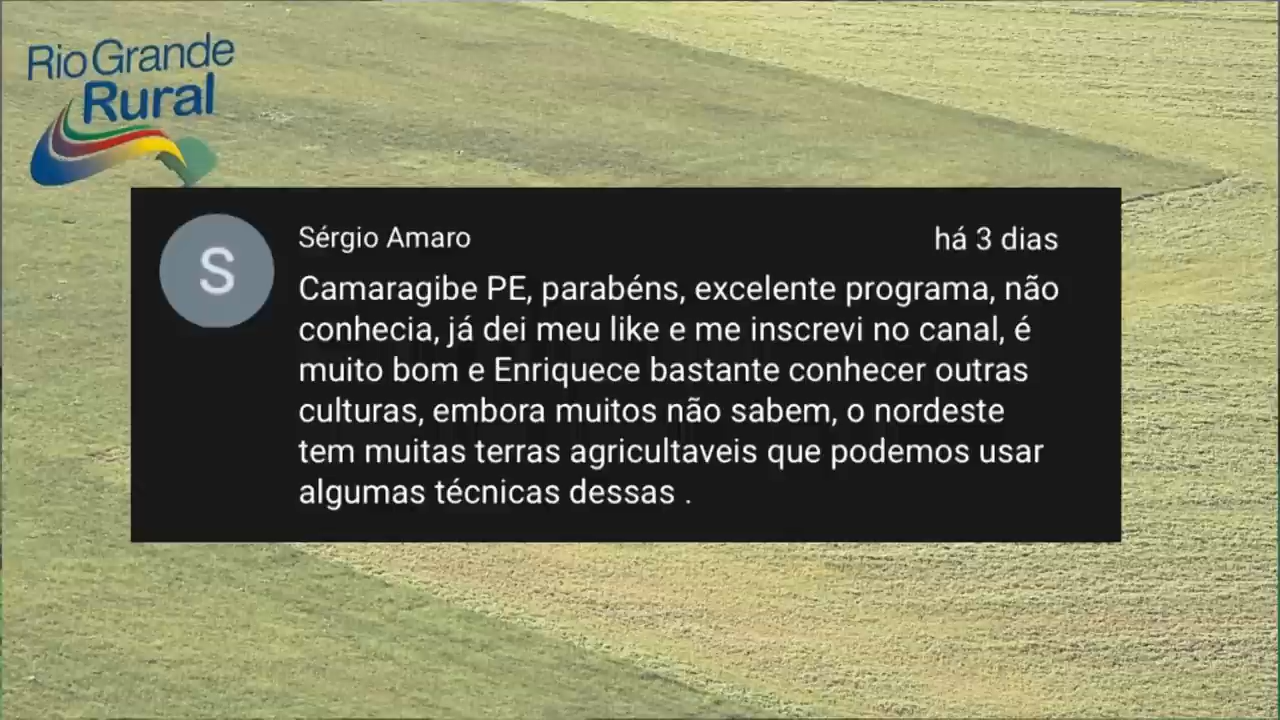 Rio Grande
Rural
S
Sérgio Amaro
há 3 dias
Camaragibe PE, parabéns, excelente programa, não
conhecia, já dei meu like e me inscrevi no canal, é
muito bom e Enriquece bastante conhecer outras
culturas, embora muitos não sabem, o nordeste
tem muitas terras agricultaveis que podemos usar
algumas técnicas dessas .